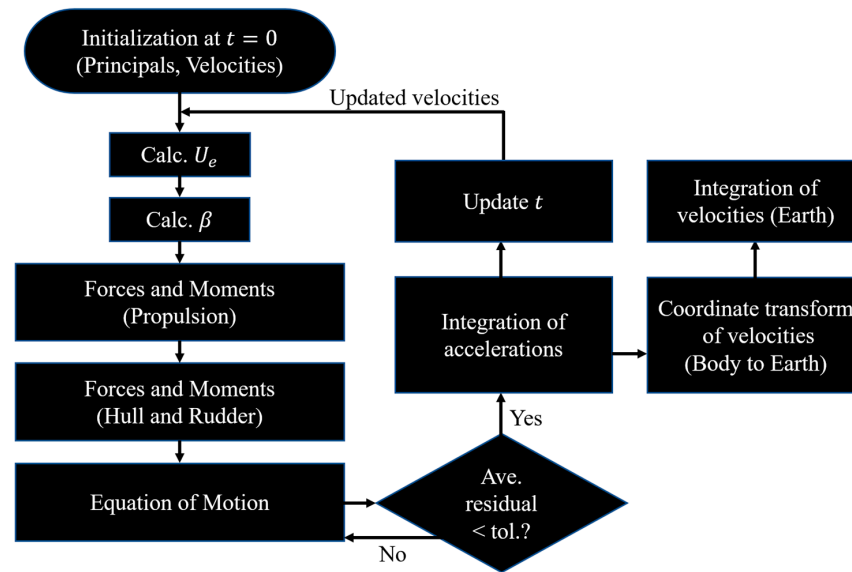 Initialization at t = 0
(Principals, Velocities)
Updated velocities
Calc. U_e
Calc. β
Forces and Moments
(Propulsion)
Forces and Moments
(Hull and Rudder)
Equation of Motion
Ave.
residual
< tol.?
No
Yes
Integration of
accelerations
Update t
Coordinate transform
of velocities
(Body to Earth)
Integration of
velocities (Earth)